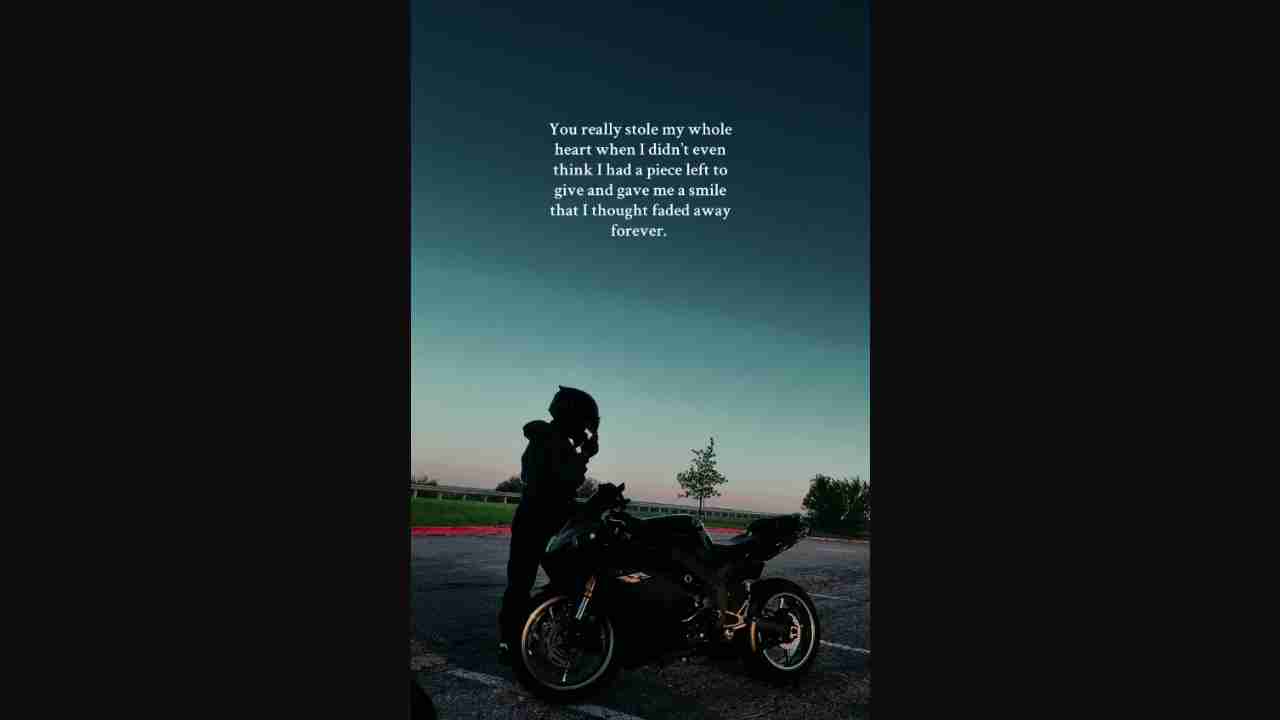 You really stole my whole
heart when I didn't even
think I had a piece left to
give and gave me a smile
that I thought faded away
forever.